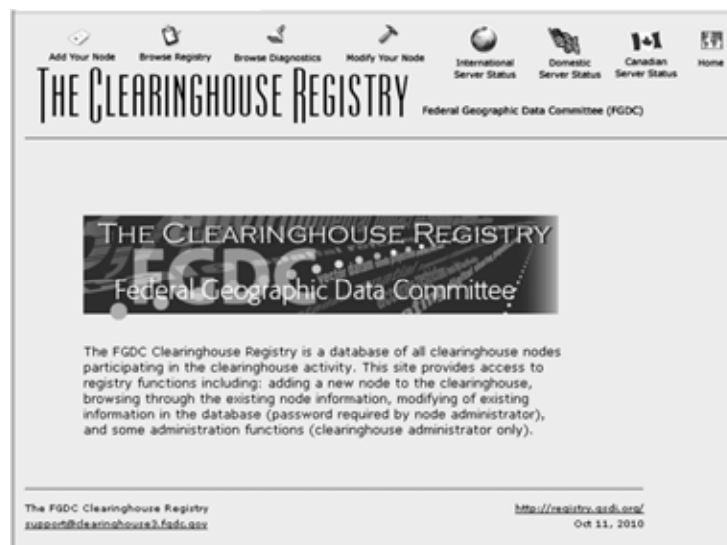 Add Your Node
Browse Registry
Browse Diagnostics
Modify Your Node
International
Server Status
Domestic
Server Status
Canadian
Server Status
Home
THE CLEARINGHOUSE REGISTRY
Federal Geographic Data Committee (FGDC)
THE CLEARINGHOUSE REGISTRY
FGDC
Federal Geographic Data Committee
The FGDC Clearinghouse Registry is a database of all clearinghouse nodes
participating in the clearinghouse activity. This site provides access to
registry functions including: adding a new node to the clearinghouse,
browsing through the existing node information, modifying of existing
information in the database (password required by node administrator),
and some administration functions (clearinghouse administrator only).
The FGDC Clearinghouse Registry
support@clearinghouse3.fgdc.gov
http://registry.gsdi.org/
Oct 11, 2010